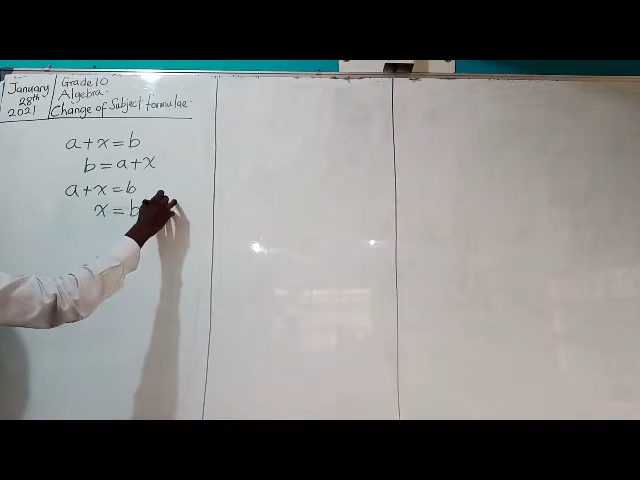 January
28th
2021
Grade 10
Algebra.
Change of Subject formulae.
a + x = b
b = a + x
a + x = b
x = b